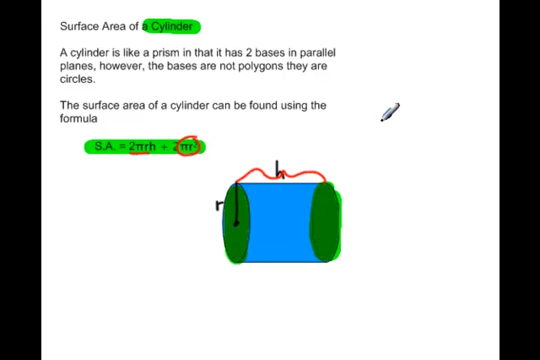 Surface Area of a Cylinder
A cylinder is like a prism in that it has 2 bases in parallel
planes, however, the bases are not polygons they are
circles.
The surface area of a cylinder can be found using the
formula
S.A. = 2πrh + 2πr²
h
r